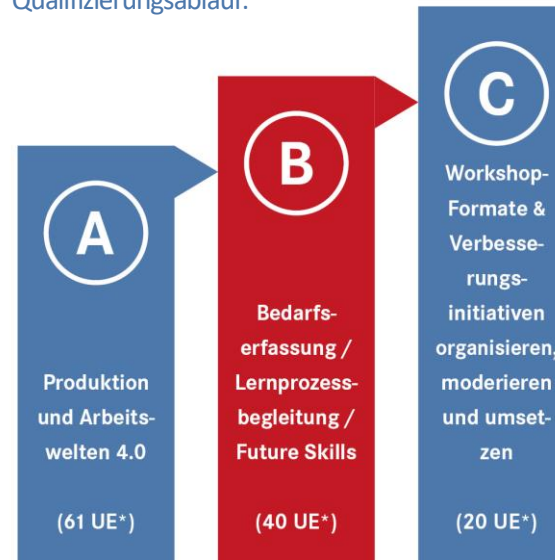 Qualifizierungsablauf:
A
Produktion
und Arbeits-
welten 4.0
(61 UE*)
B
Bedarfs-
erfassung /
Lernprozess-
begleitung /
Future Skills
(40 UE*)
C
Workshop-
Formate &
Verbesse-
rungs-
initiativen
organisieren,
moderieren
und umset-
zen
(20 UE*)